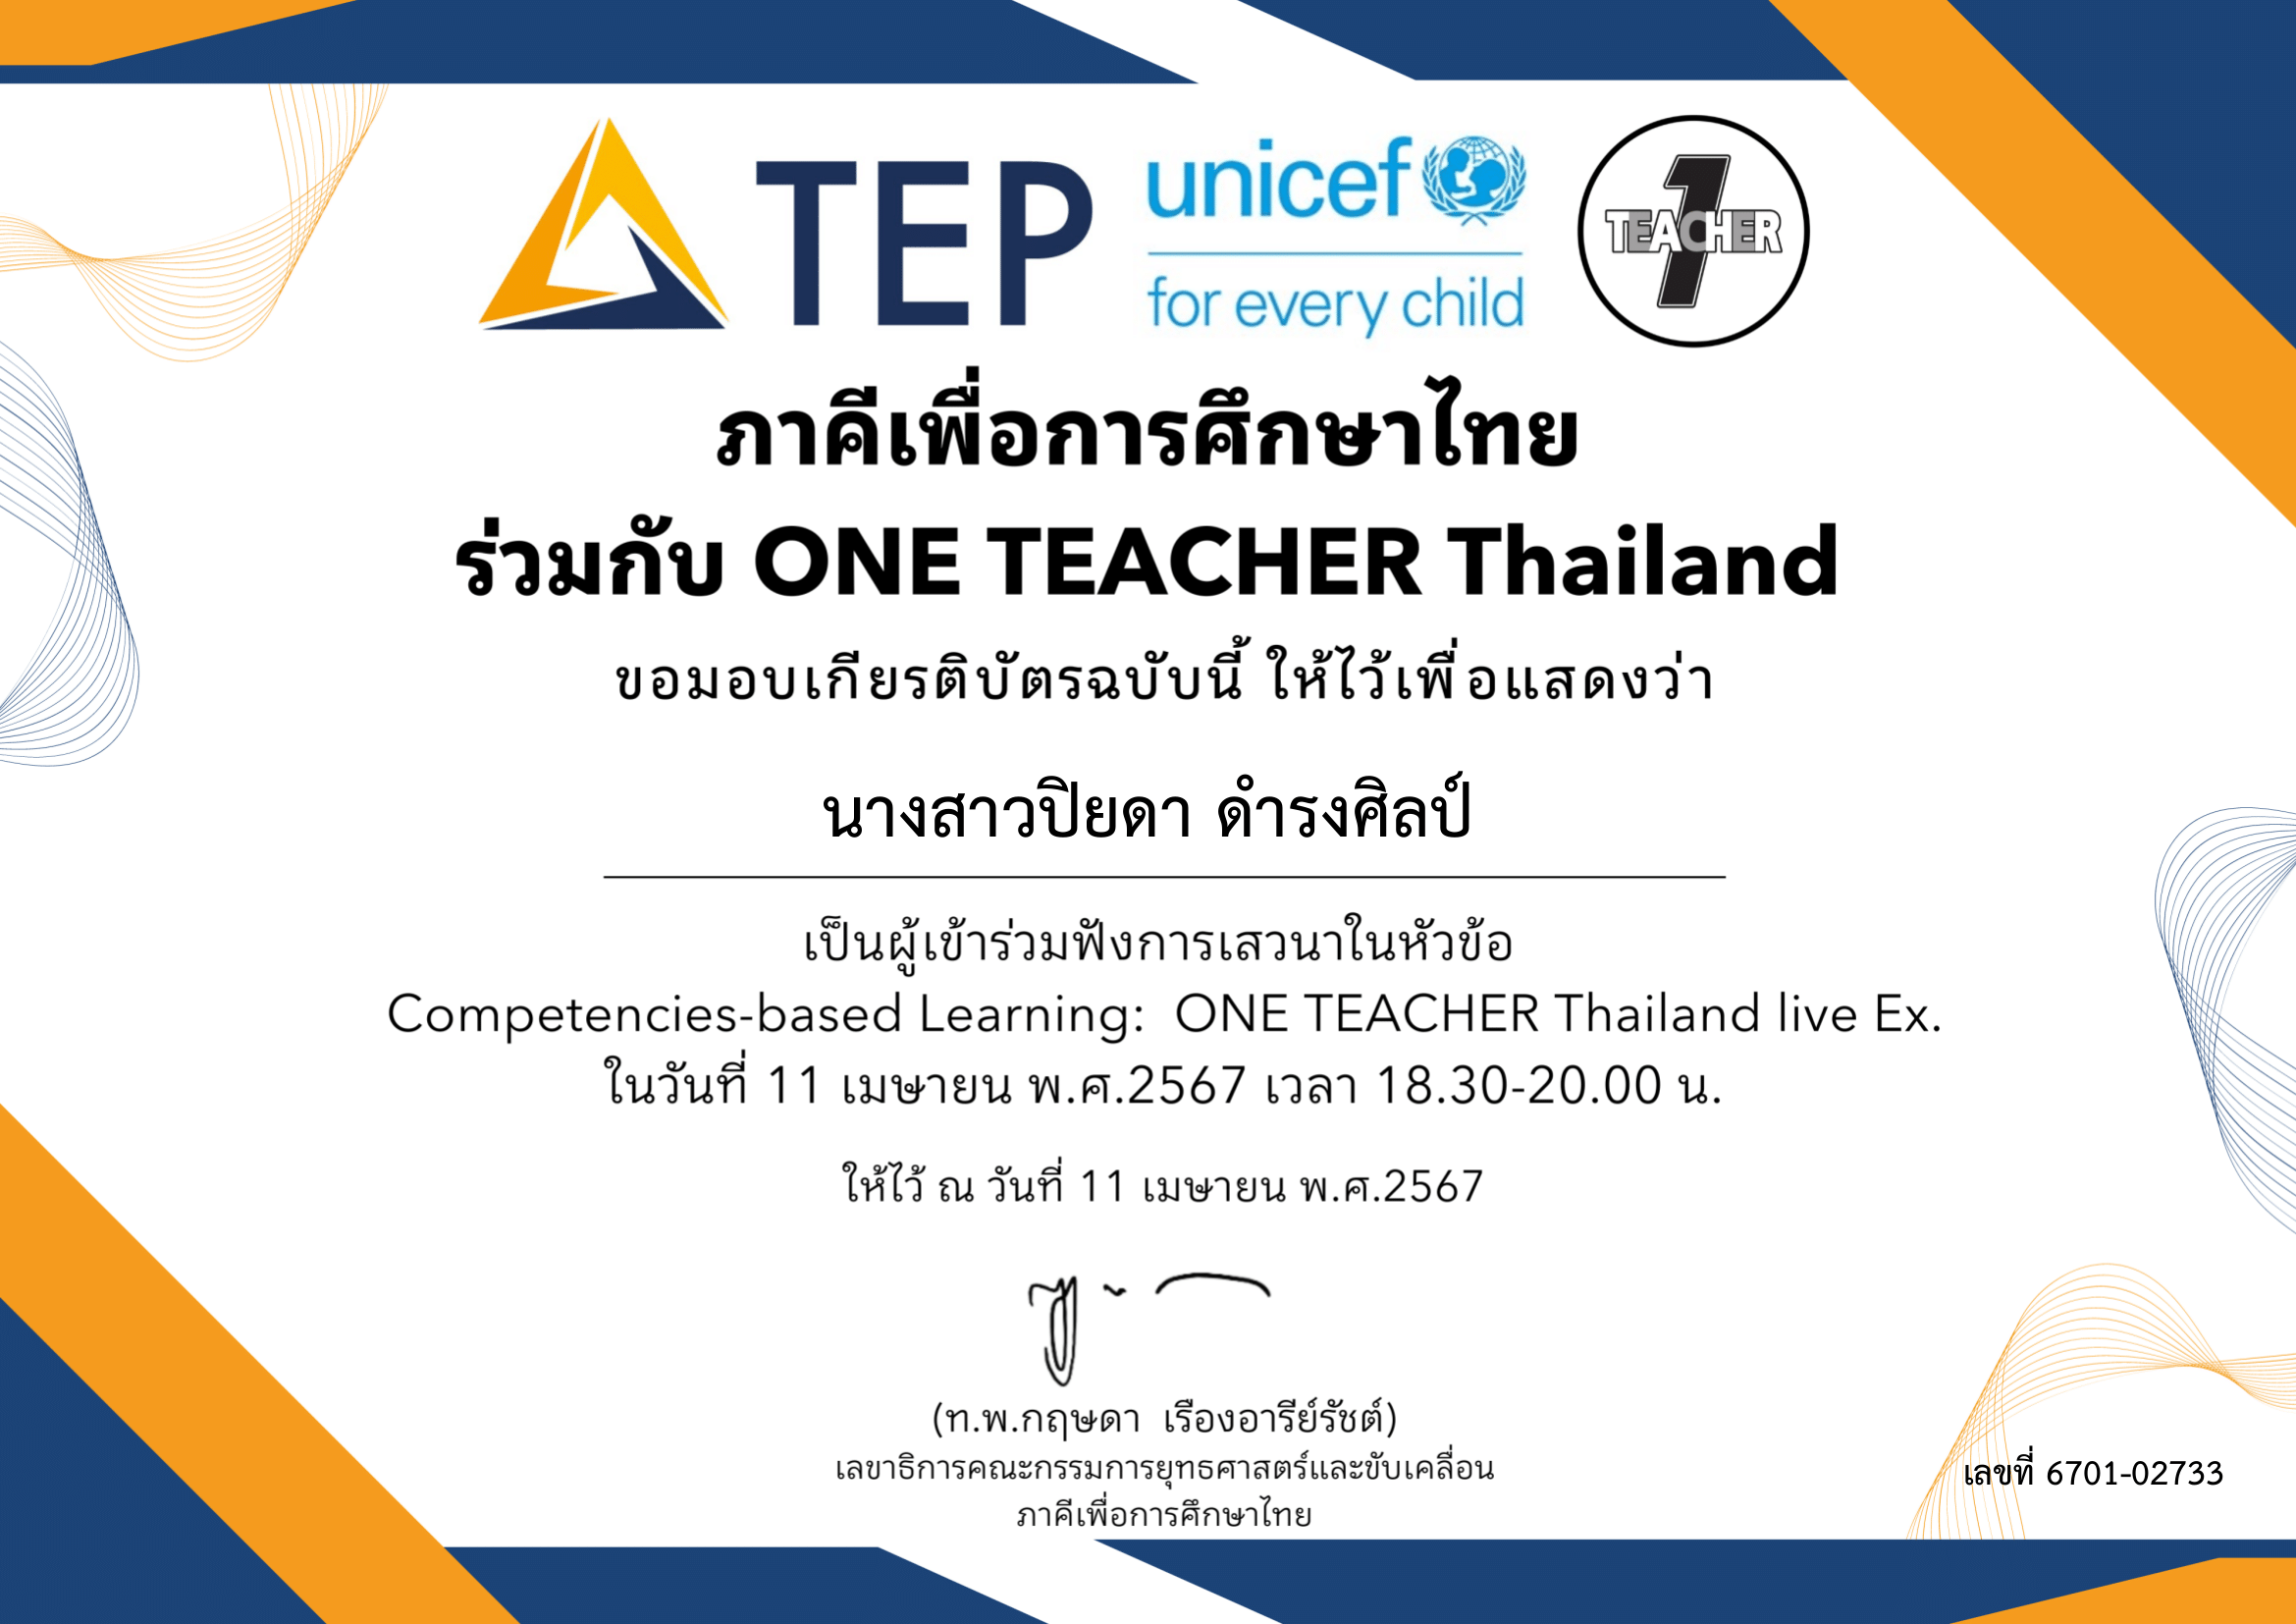 TEP
unicef
for every child
1
TEACHER
ภาคีเพื่อการศึกษาไทย
ร่วมกับ ONE TEACHER Thailand
ขอมอบเกียรติบัตรฉบับนี้ ให้ไว้เพื่อแสดงว่า
นางสาวปิยดา ดำรงศิลป์
เป็นผู้เข้าร่วมฟังการเสวนาในหัวข้อ
Competencies-based Learning: ONE TEACHER Thailand live Ex.
ในวันที่ 11 เมษายน พ.ศ.2567 เวลา 18.30-20.00 น.
ให้ไว้ ณ วันที่ 11 เมษายน พ.ศ.2567
(ท.พ.กฤษดา เรืองอารีย์รัชต์)
เลขาธิการคณะกรรมการยุทธศาสตร์และขับเคลื่อน
ภาคีเพื่อการศึกษาไทย
เลขที่ 6701-02733